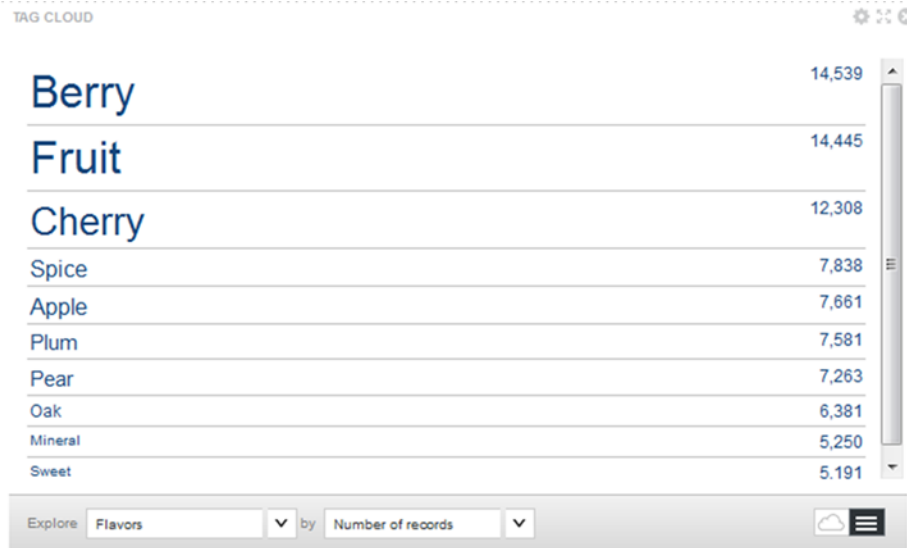 TAG CLOUD
Berry 14,539
Fruit 14,445
Cherry 12,308
Spice 7,838
Apple 7,661
Plum 7,581
Pear 7,263
Oak 6,381
Mineral 5,250
Sweet 5.191
Explore Flavors by Number of records